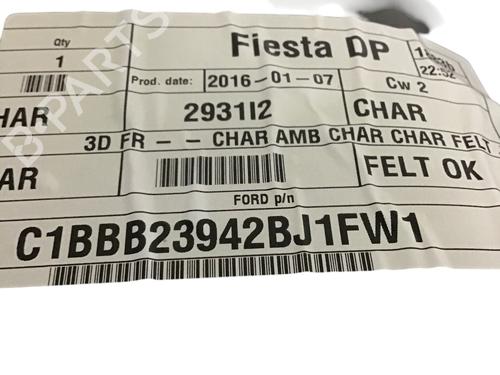 Qty
Fiesta DP
1
Prod. date:
2016-01-07
22:52
Cw 2
HAR
2931I2
CHAR
3D FR - - CHAR AMB CHAR CHAR FELT
AR
FELT OK
FORD p/n
C1BBB23942BJ1FW1
B-PARTS